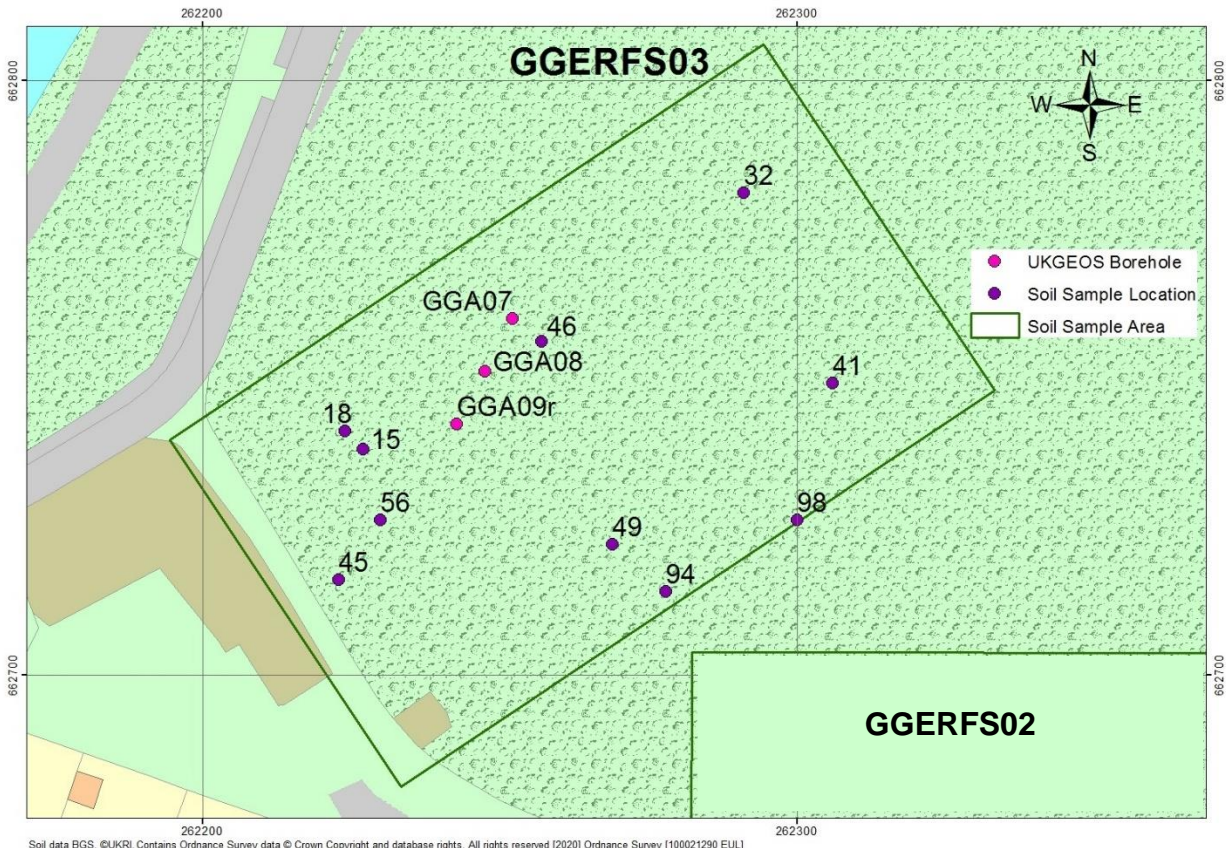 262200
262300
GGERFS03
662800
662800
N
W E
S
32
UKGEOS Borehole
Soil Sample Location
Soil Sample Area
GGA07
46
GGA08
41
GGA09r
18
15
56
98
49
45
94
662700
662700
GGERFS02
262200
262300
Soil data BGS, ©UKRI, Contains Ordnance Survey data © Crown Copyright and database rights. All rights reserved [2020] Ordnance Survey [100021290 EUL]